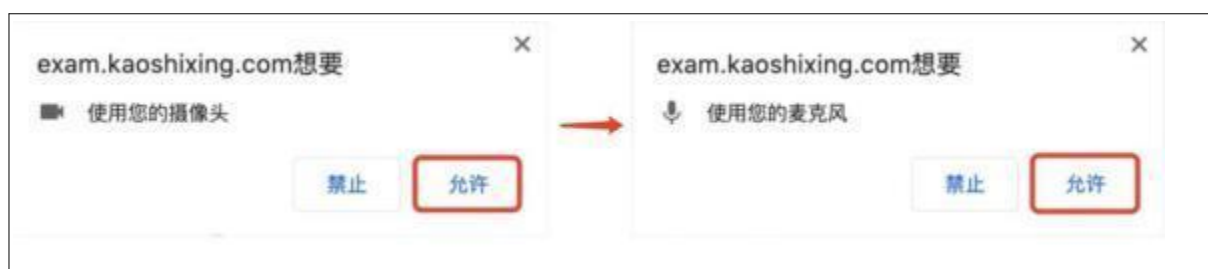 exam.kaoshixing.com想要
使用您的摄像头
禁止
允许
exam.kaoshixing.com想要
使用您的麦克风
禁止
允许